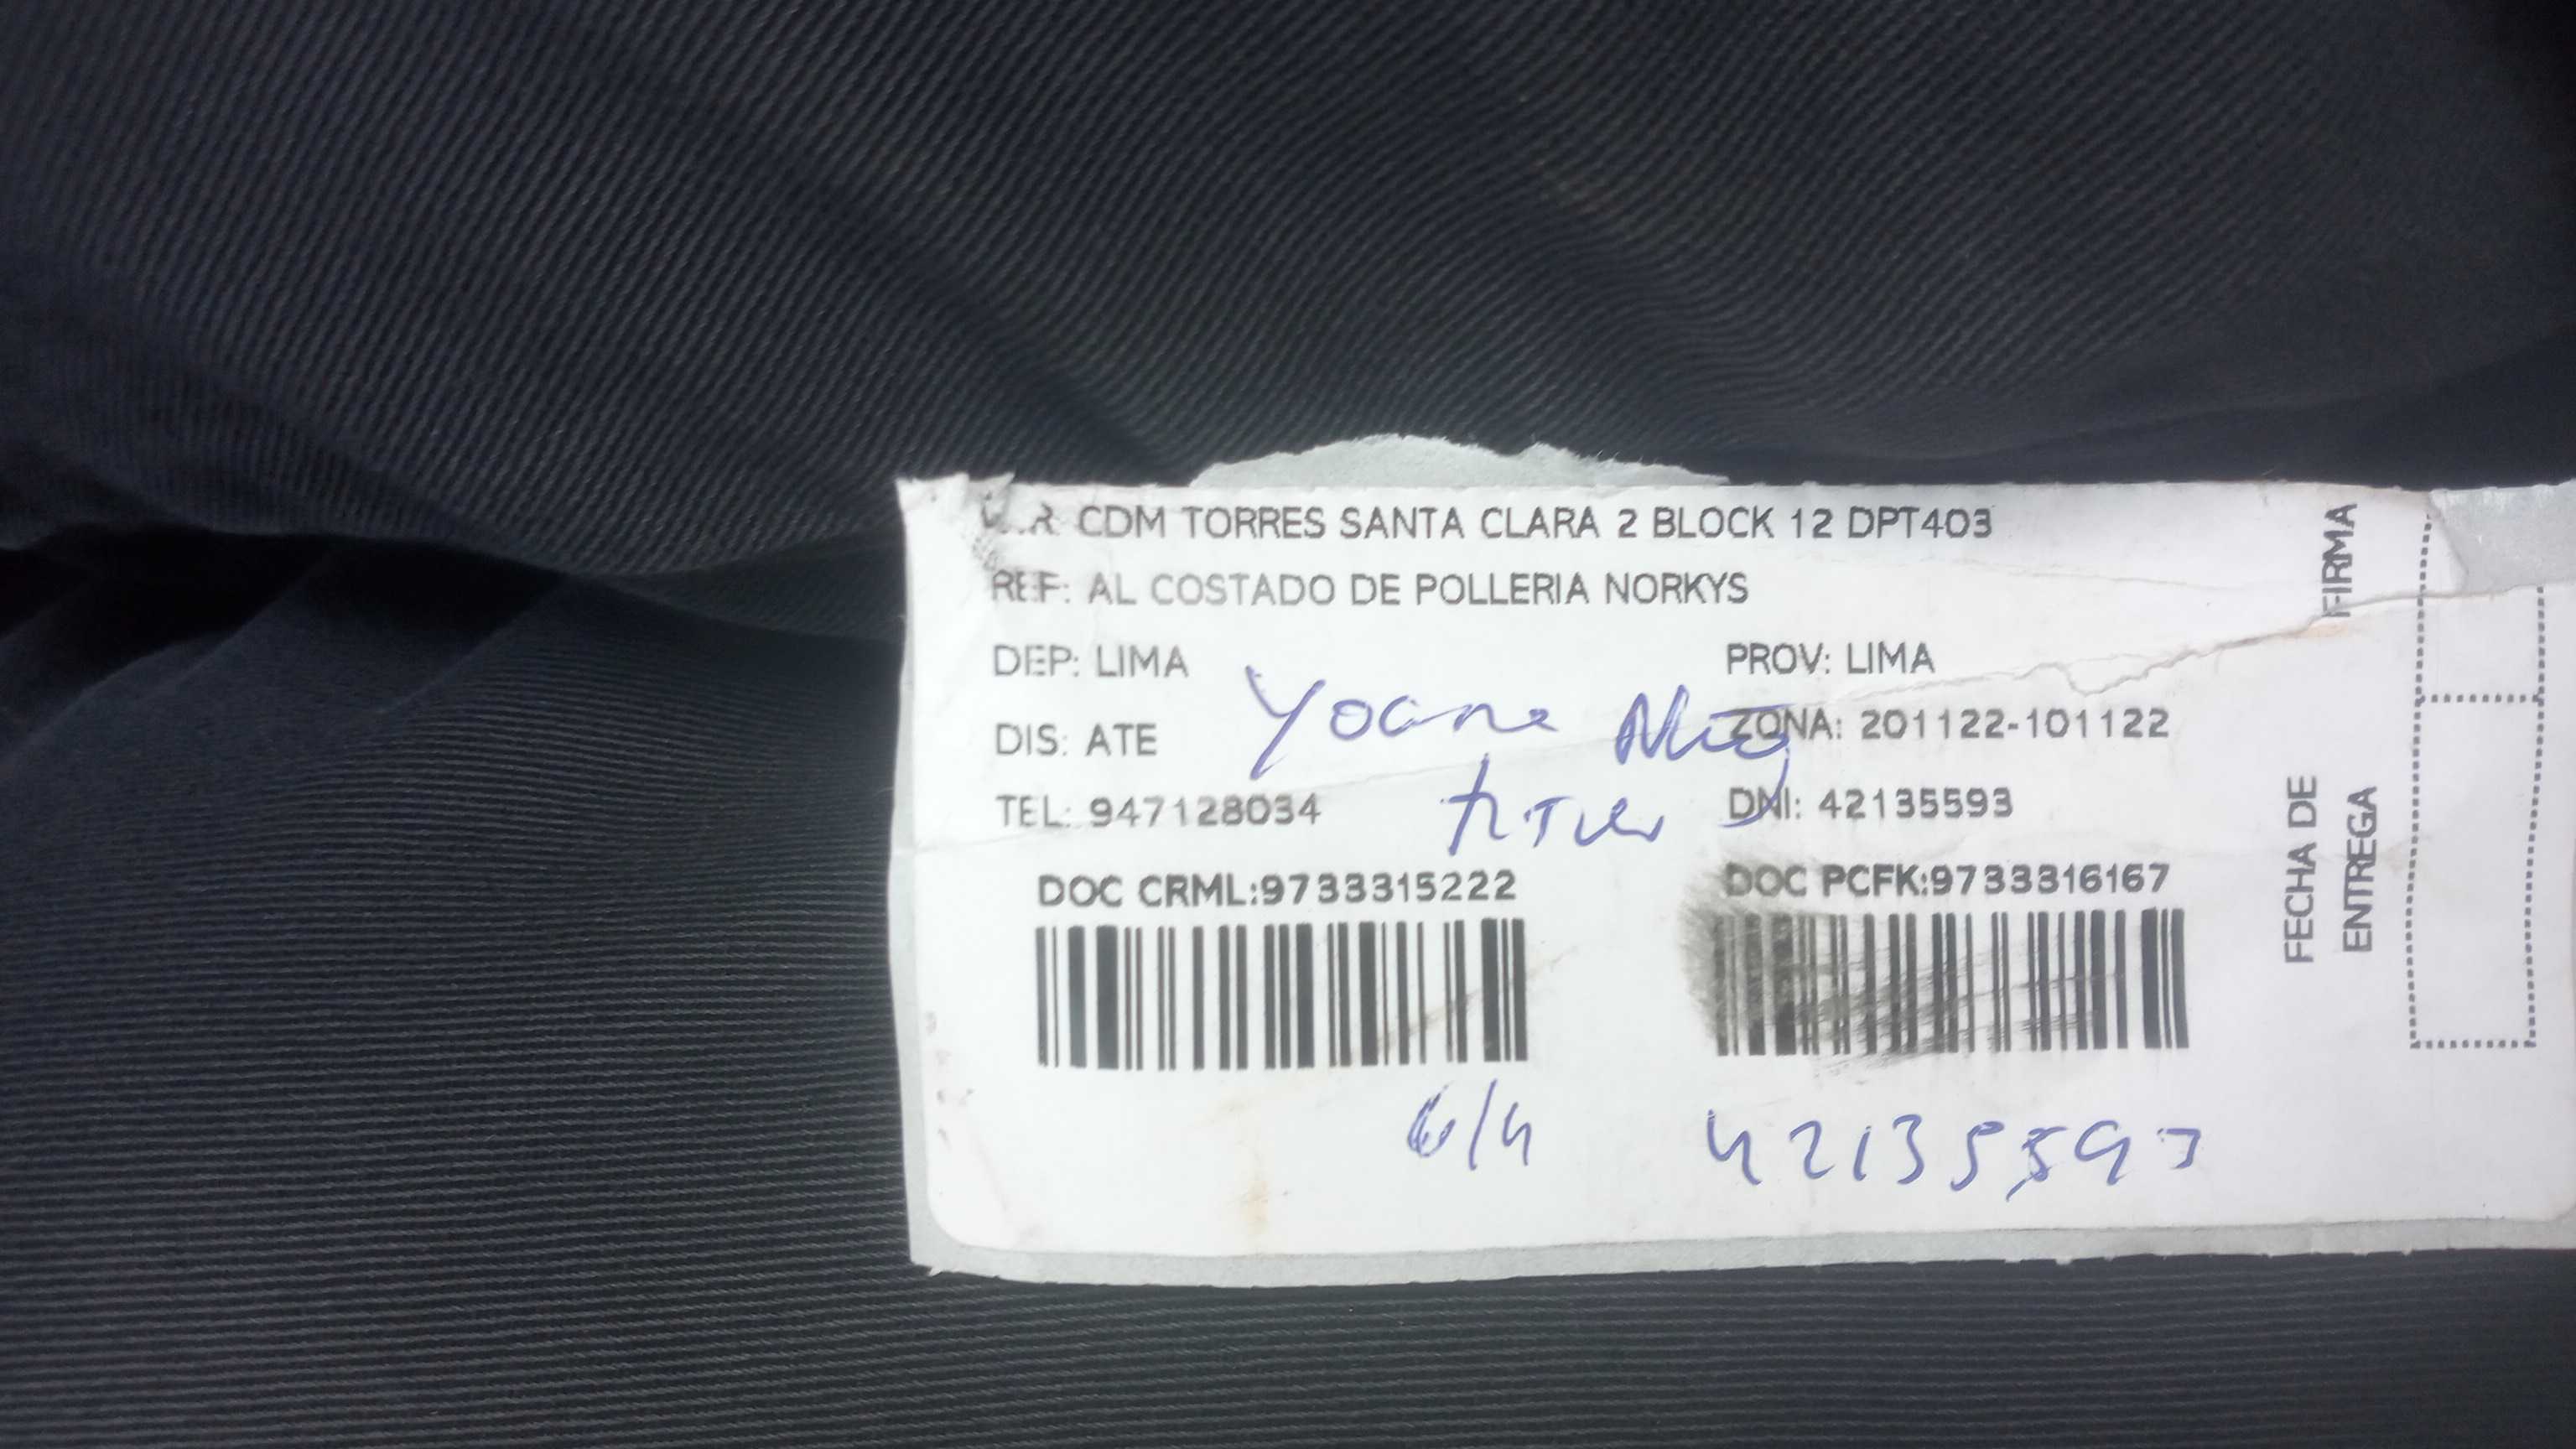 CDM TORRES SANTA CLARA 2 BLOCK 12 DPT403
REF: AL COSTADO DE POLLERIA NORKYS
DEP: LIMA
PROV: LIMA
DIS: ATE
ZONA: 201122-101122
Yoane
TEL: 947128034
DNI: 42135593
DOC CRML:9733315222
DOC PCFK:9733316167
6/4
42135593
FIRMA
FECHA DE
ENTREGA